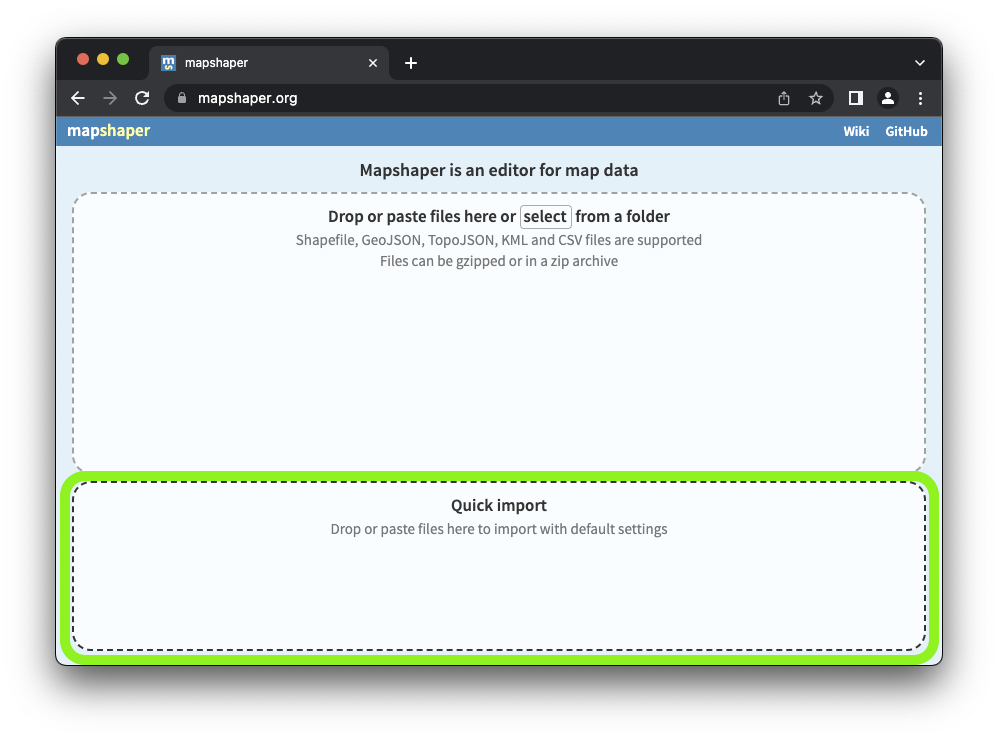 mapshaper
mapshaper.org
mapshaper
Wiki
GitHub
Mapshaper is an editor for map data
Drop or paste files here or select from a folder
Shapefile, GeoJSON, TopoJSON, KML and CSV files are supported
Files can be gzipped or in a zip archive
Quick import
Drop or paste files here to import with default settings